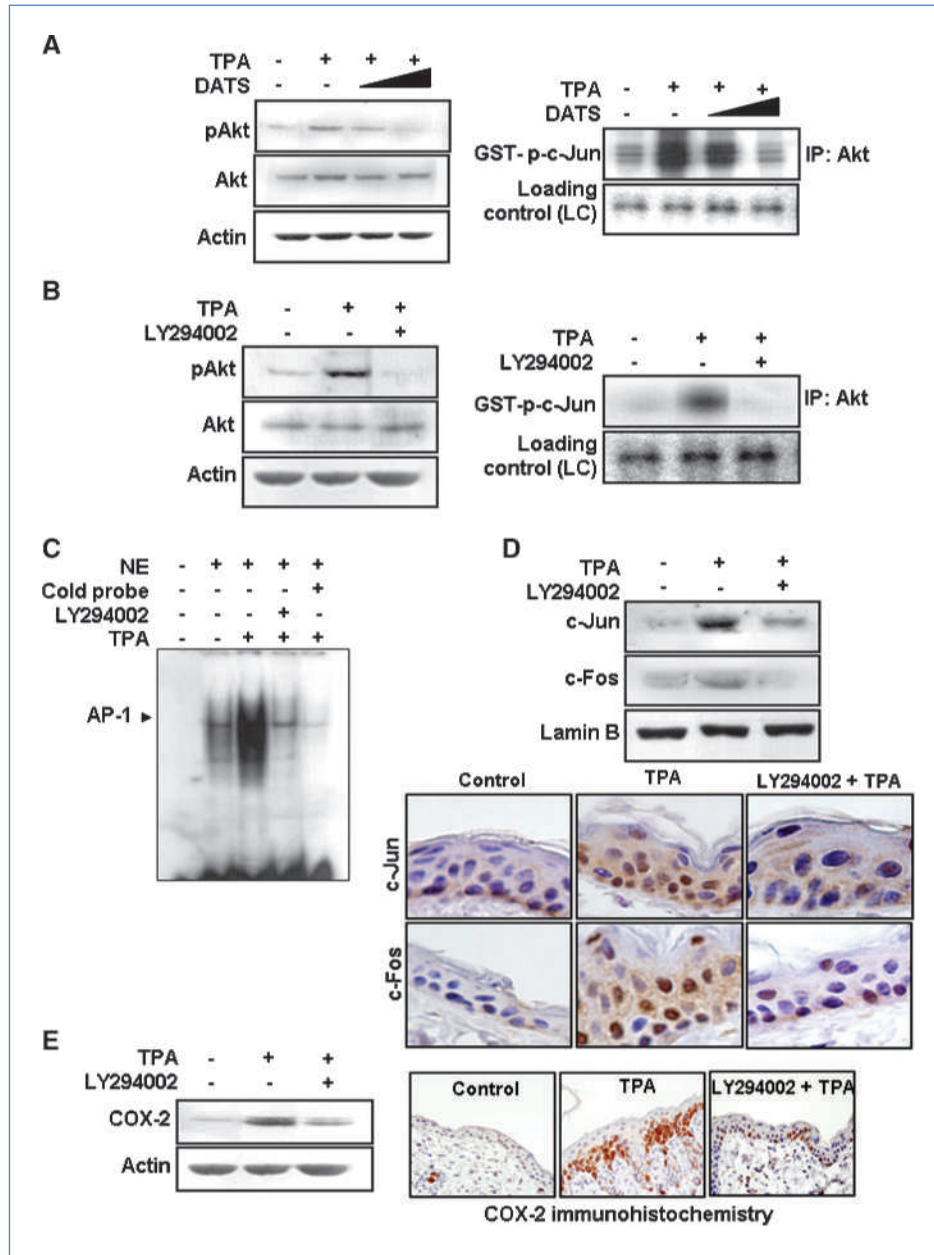 A
TPA - + + +
DATS - -
pAkt
Akt
Actin
TPA - + + +
DATS - -
GST- p-c-Jun IP: Akt
Loading
control (LC)
B
TPA - + +
LY294002 - - +
pAkt
Akt
Actin
TPA - + +
LY294002 - - +
GST-p-c-Jun IP: Akt
Loading
control (LC)
C
NE - + + + +
Cold probe - - - +
LY294002 - - - +
TPA - - + + +
AP-1
D
TPA - + +
LY294002 - - +
c-Jun
c-Fos
Lamin B
Control TPA LY294002 + TPA
c-Jun
c-Fos
E
TPA - + +
LY294002 - - +
COX-2
Actin
Control TPA LY294002 + TPA
COX-2 immunohistochemistry